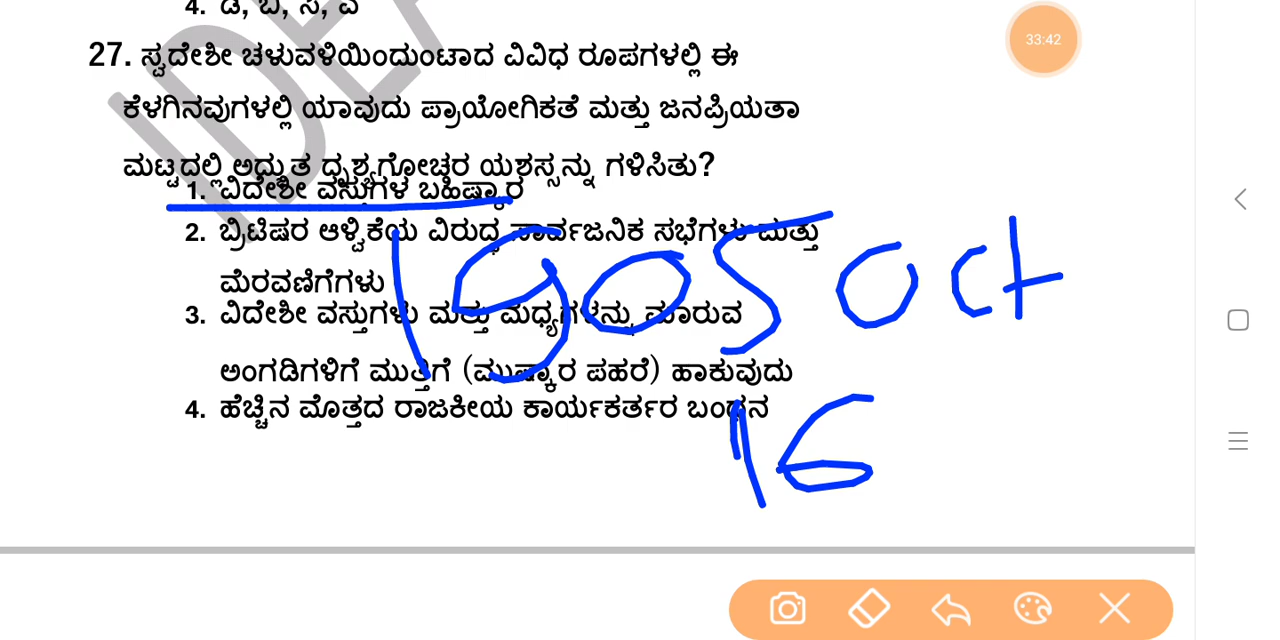 4. ಡಿ, ಬಿ, ಸಿ, ಎ
33:42
27. ಸ್ವದೇಶೀ ಚಳುವಳಿಯಿಂದುಂಟಾದ ವಿವಿಧ ರೂಪಗಳಲ್ಲಿ ಈ
ಕೆಳಗಿನವುಗಳಲ್ಲಿ ಯಾವುದು ಪ್ರಾಯೋಗಿಕತೆ ಮತ್ತು ಜನಪ್ರಿಯತಾ
ಮಟ್ಟದಲ್ಲಿ ಅದ್ಭುತ ದೃಶ್ಯಗೋಚರ ಯಶಸ್ಸನ್ನು ಗಳಿಸಿತು?
1. ವಿದೇಶೀ ವಸ್ತುಗಳ ಬಹಿಷ್ಕಾರ
2. ಬ್ರಿಟಿಷರ ಆಳ್ವಿಕೆಯ ವಿರುದ್ಧ ಸಾರ್ವಜನಿಕ ಸಭೆಗಳು ಮತ್ತು
ಮೆರವಣಿಗೆಗಳು
1905 Oct
3. ವಿದೇಶೀ ವಸ್ತುಗಳು ಮತ್ತು ಮಧ್ಯಗಳನ್ನು ಮಾರುವ
ಅಂಗಡಿಗಳಿಗೆ ಮುತ್ತಿಗೆ (ಮುಷ್ಕಾರ ಪಹರೆ) ಹಾಕುವುದು
4. ಹೆಚ್ಚಿನ ಮೊತ್ತದ ರಾಜಕೀಯ ಕಾರ್ಯಕರ್ತರ ಬಂಧನ
16